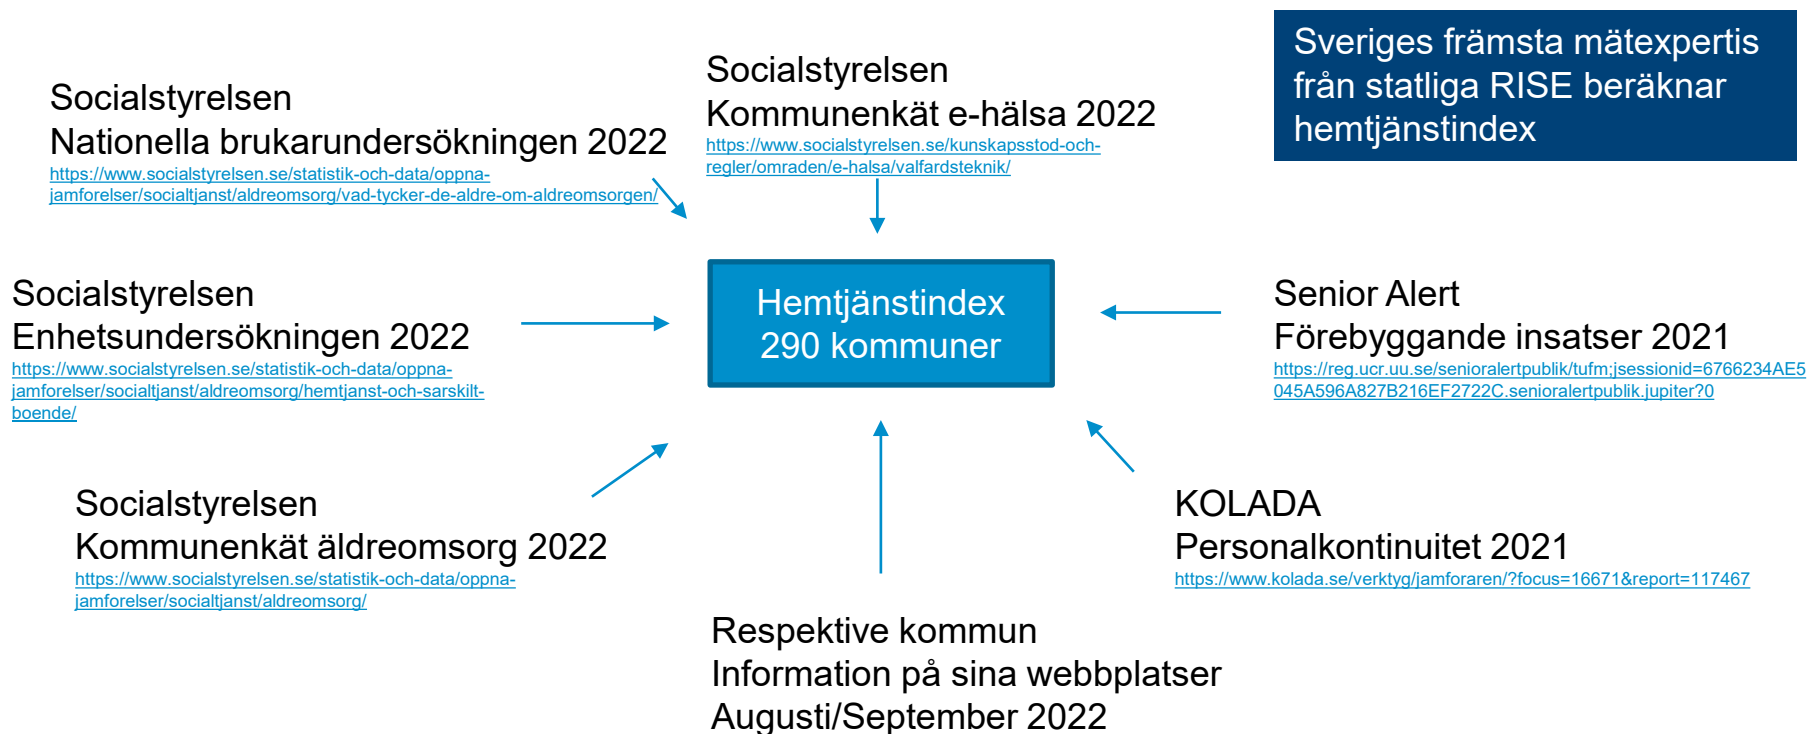 Socialstyrelsen
Nationella brukarundersökningen 2022
https://www.socialstyrelsen.se/statistik-och-data/oppna-
jamforelser/socialtjanst/aldreomsorg/vad-tycker-de-aldre-om-aldreomsorgen/
Socialstyrelsen
Kommunenkät e-hälsa 2022
https://www.socialstyrelsen.se/kunskapsstod-och-
regler/omraden/e-halsa/valfardsteknik/
Sveriges främsta mätexpertis
från statliga RISE beräknar
hemtjänstindex
Socialstyrelsen
Enhetsundersökningen 2022
https://www.socialstyrelsen.se/statistik-och-data/oppna-
jamforelser/socialtjanst/aldreomsorg/hemtjanst-och-sarskilt-
boende/
Hemtjänstindex
290 kommuner
Senior Alert
Förebyggande insatser 2021
https://reg.ucr.uu.se/senioralertpublik/tufm;jsessionid=6766234AE5
045A596A827B216EF2722C.senioralertpublik.jupiter?0
Socialstyrelsen
Kommunenkät äldreomsorg 2022
https://www.socialstyrelsen.se/statistik-och-data/oppna-
jamforelser/socialtjanst/aldreomsorg/
KOLADA
Personalkontinuitet 2021
https://www.kolada.se/verktyg/jamforaren/?focus=16671&report=117467
Respektive kommun
Information på sina webbplatser
Augusti/September 2022